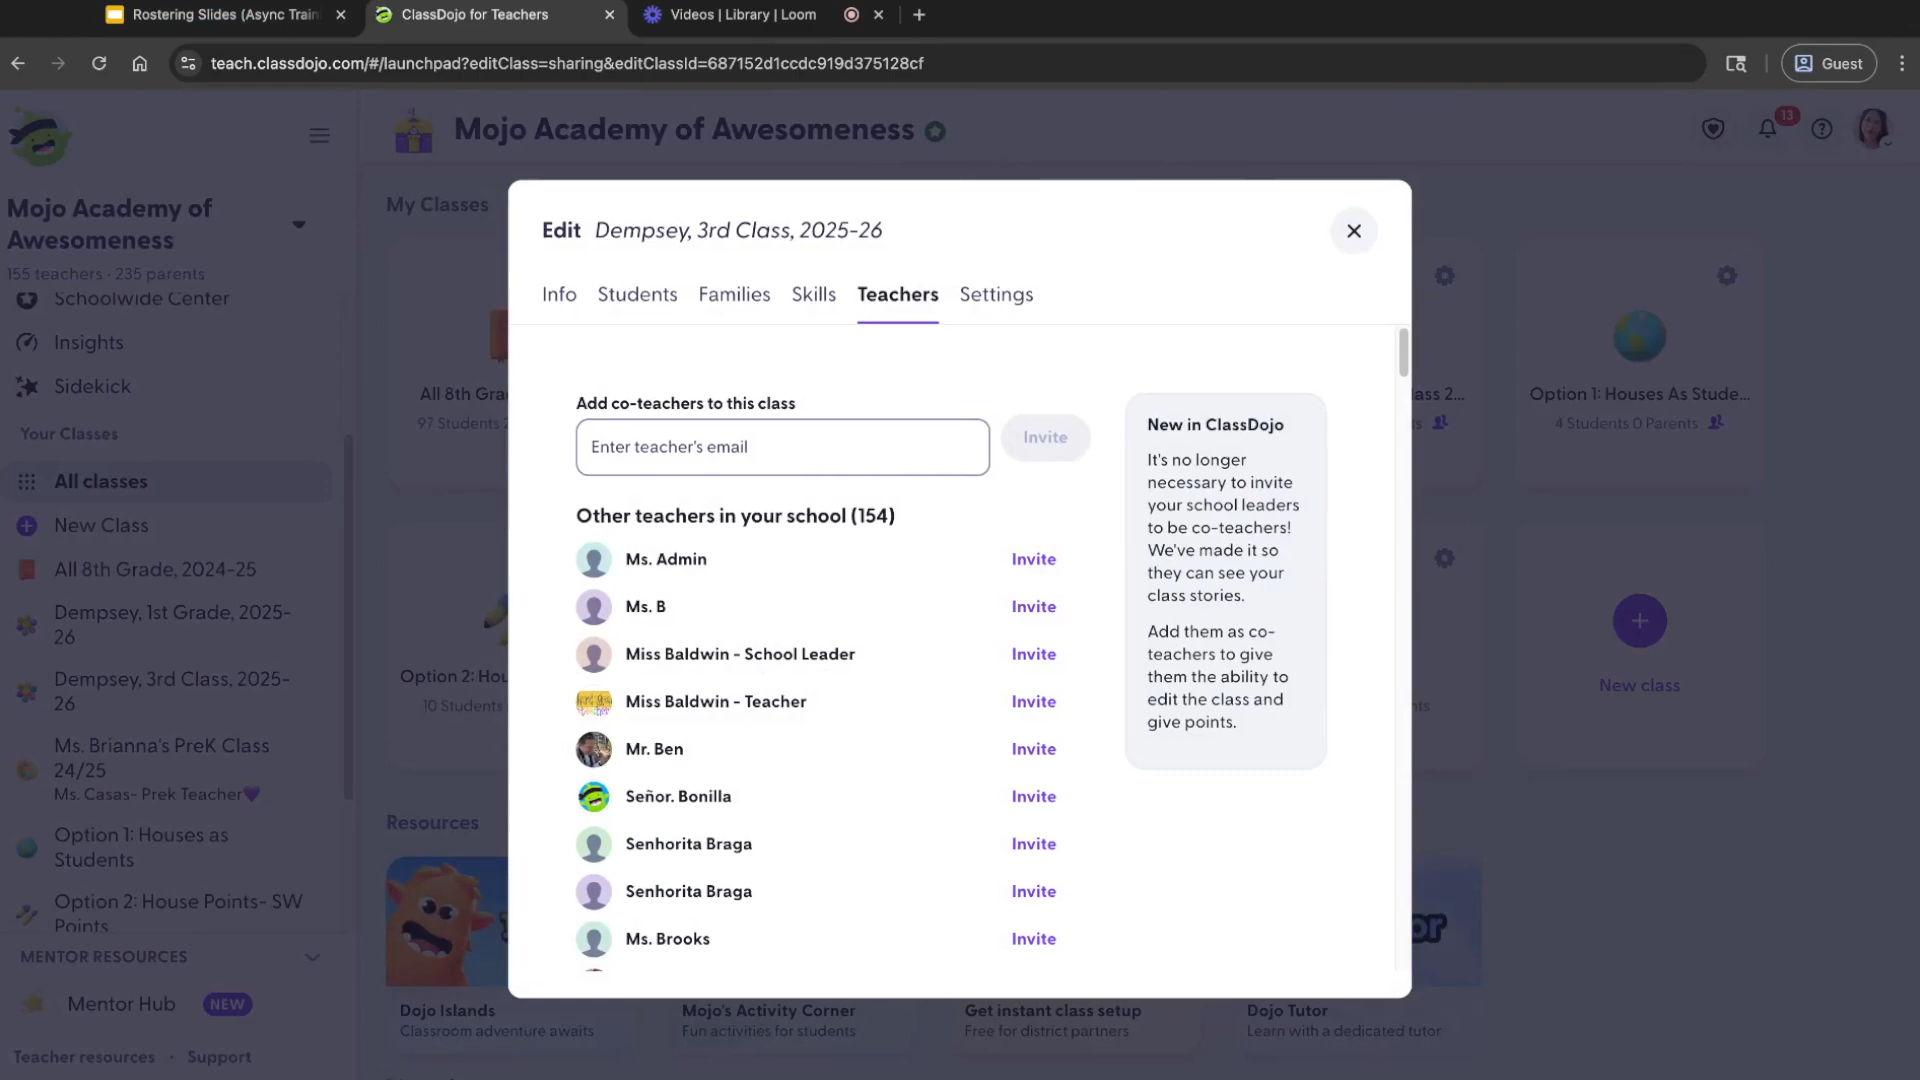 Rostering Slides (Async Train
ClassDojo for Teachers
Videos | Library | Loom
teach.classdojo.com/#/launchpad?editClass=sharing&editClassId=687152d1ccdc919d375128cf
Guest
Mojo Academy of Awesomeness
155 teachers · 235 parents
Schoolwide Center
Insights
Sidekick
Your Classes
All classes
New Class
All 8th Grade, 2024-25
Dempsey, 1st Grade, 2025-
26
Dempsey, 3rd Class, 2025-
26
Ms. Brianna's PreK Class
24/25
Ms. Casas- Prek Teacher💜
Option 1: Houses as
Students
Option 2: House Points- SW
Points
MENTOR RESOURCES
Mentor Hub NEW
Teacher resources · Support
Mojo Academy of Awesomeness
13
My Classes
All 8th Gra
97 Students
Option 2: Hou
10 Students
lass 2...
ts
Option 1: Houses As Stude...
4 Students 0 Parents
nts
New class
Resources
or
Dojo Islands
Classroom adventure awaits
Mojo's Activity Corner
Fun activities for students
Get instant class setup
Free for district partners
Dojo Tutor
Learn with a dedicated tutor
Edit Dempsey, 3rd Class, 2025-26
Info Students Families Skills Teachers Settings
Add co-teachers to this class
Enter teacher's email
Invite
Other teachers in your school (154)
Ms. Admin Invite
Ms. B Invite
Miss Baldwin - School Leader Invite
Miss Baldwin - Teacher Invite
Mr. Ben Invite
Señor. Bonilla Invite
Senhorita Braga Invite
Senhorita Braga Invite
Ms. Brooks Invite
New in ClassDojo
It's no longer
necessary to invite
your school leaders
to be co-teachers!
We've made it so
they can see your
class stories.
Add them as co-
teachers to give
them the ability to
edit the class and
give points.